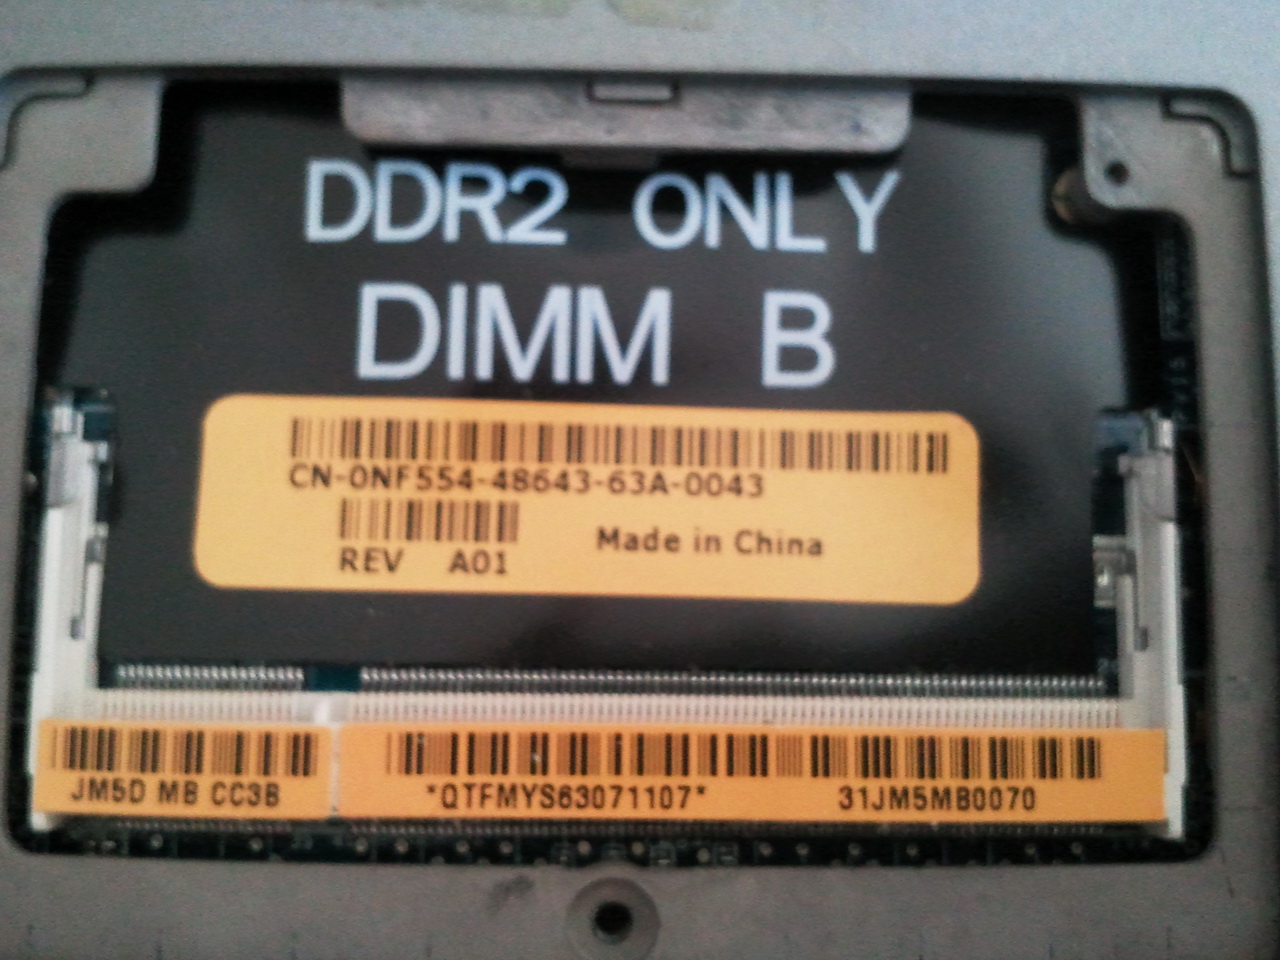 DDR2 ONLY
DIMM B
CN-0NF554-48643-63A-0043
REV A01 Made in China
JM5D MB CC3B *QTFMYS63071107* 31JM5MB0070